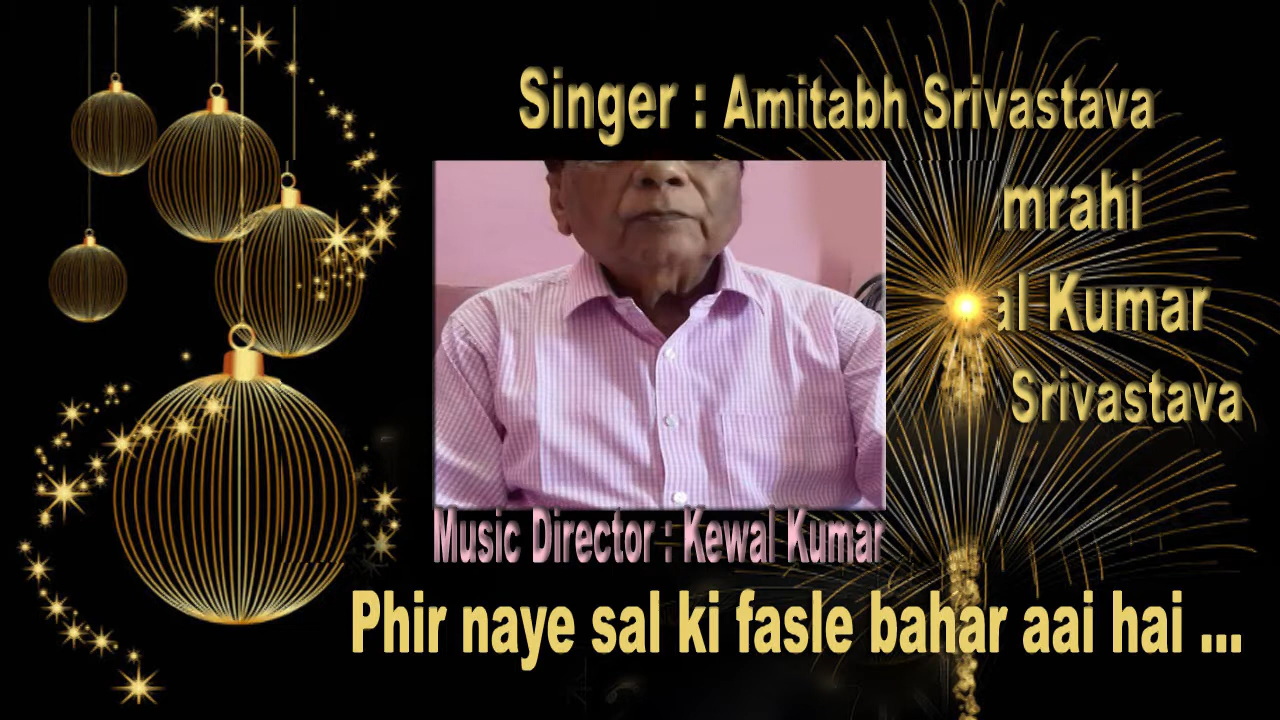 Singer : Amitabh Srivastava
mrahi
al Kumar
Srivastava
Music Director : Kewal Kumar
Phir naye sal ki fasle bahar aai hai ...